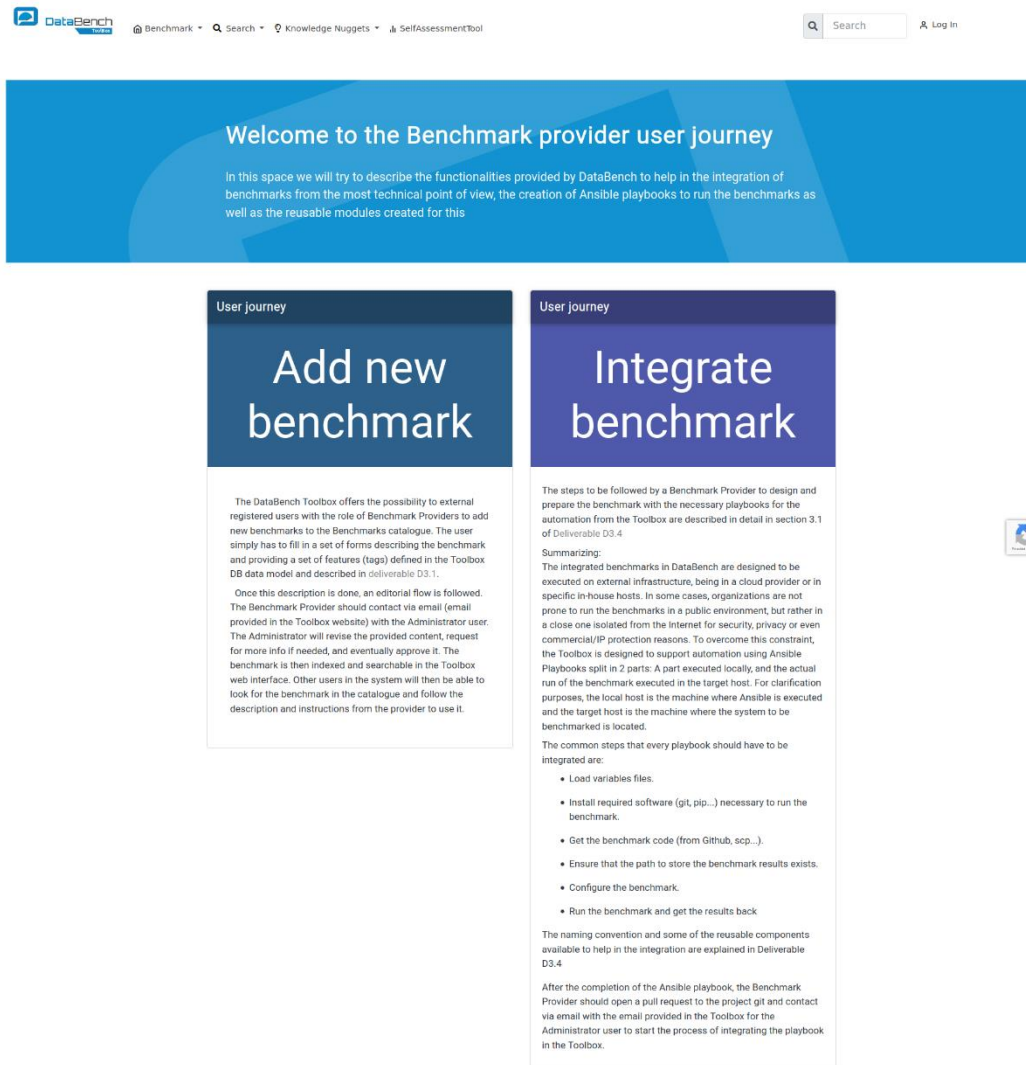 DataBench
Toolbox
Benchmark
Search
Knowledge Nuggets
SelfAssessmentTool
Search
Log In
Welcome to the Benchmark provider user journey
In this space we will try to describe the functionalities provided by DataBench to help in the integration of
benchmarks from the most technical point of view, the creation of Ansible playbooks to run the benchmarks as
well as the reusable modules created for this
User journey
Add new
benchmark
The DataBench Toolbox offers the possibility to external
registered users with the role of Benchmark Providers to add
new benchmarks to the Benchmarks catalogue. The user
simply has to fill in a set of forms describing the benchmark
and providing a set of features (tags) defined in the Toolbox
DB data model and described in deliverable D3.1.
Once this description is done, an editorial flow is followed.
The Benchmark Provider should contact via email (email
provided in the Toolbox website) with the Administrator user.
The Administrator will revise the provided content, request
for more info if needed, and eventually approve it. The
benchmark is then indexed and searchable in the Toolbox
web interface. Other users in the system will then be able to
look for the benchmark in the catalogue and follow the
description and instructions from the provider to use it.
User journey
Integrate
benchmark
The steps to be followed by a Benchmark Provider to design and
prepare the benchmark with the necessary playbooks for the
automation from the Toolbox are described in detail in section 3.1
of Deliverable D3.4
Summarizing:
The integrated benchmarks in DataBench are designed to be
executed on external infrastructure, being in a cloud provider or in
specific in-house hosts. In some cases, organizations are not
prone to run the benchmarks in a public environment, but rather in
a close one isolated from the Internet for security, privacy or even
commercial/IP protection reasons. To overcome this constraint,
the Toolbox is designed to support automation using Ansible
Playbooks split in 2 parts: A part executed locally, and the actual
run of the benchmark executed in the target host. For clarification
purposes, the local host is the machine where Ansible is executed
and the target host is the machine where the system to be
benchmarked is located.
The common steps that every playbook should have to be
integrated are:
• Load variables files.
• Install required software (git, pip...) necessary to run the
benchmark.
• Get the benchmark code (from Github, scp...).
• Ensure that the path to store the benchmark results exists.
• Configure the benchmark.
• Run the benchmark and get the results back
The naming convention and some of the reusable components
available to help in the integration are explained in Deliverable
D3.4
After the completion of the Ansible playbook, the Benchmark
Provider should open a pull request to the project git and contact
via email with the email provided in the Toolbox for the
Administrator user to start the process of integrating the playbook
in the Toolbox.